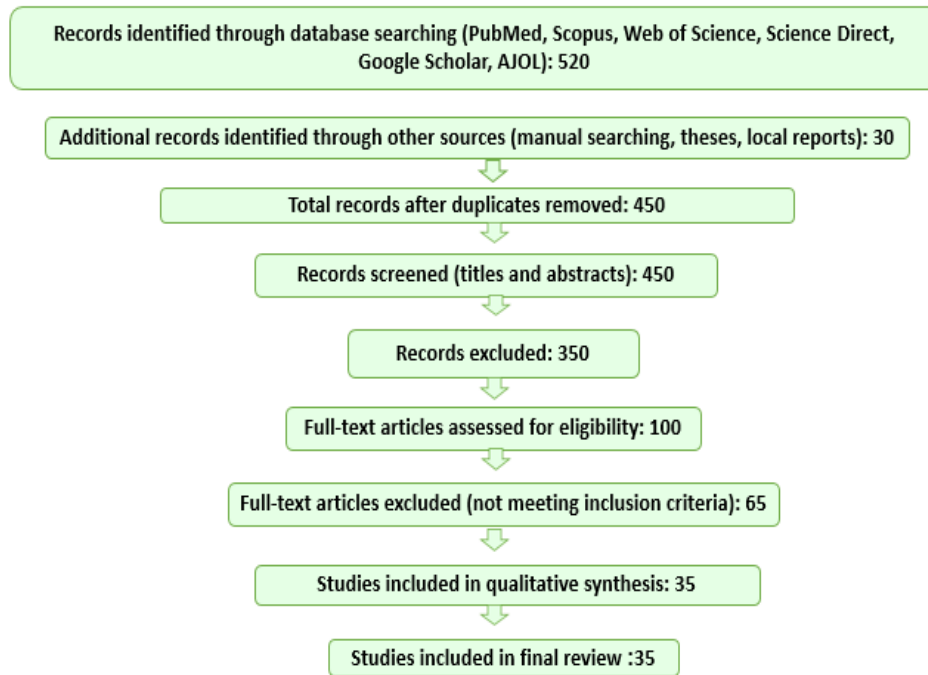 Records identified through database searching (PubMed, Scopus, Web of Science, Science Direct,
Google Scholar, AJOL): 520
Additional records identified through other sources (manual searching, theses, local reports): 30
Total records after duplicates removed: 450
Records screened (titles and abstracts): 450
Records excluded: 350
Full-text articles assessed for eligibility: 100
Full-text articles excluded (not meeting inclusion criteria): 65
Studies included in qualitative synthesis: 35
Studies included in final review :35